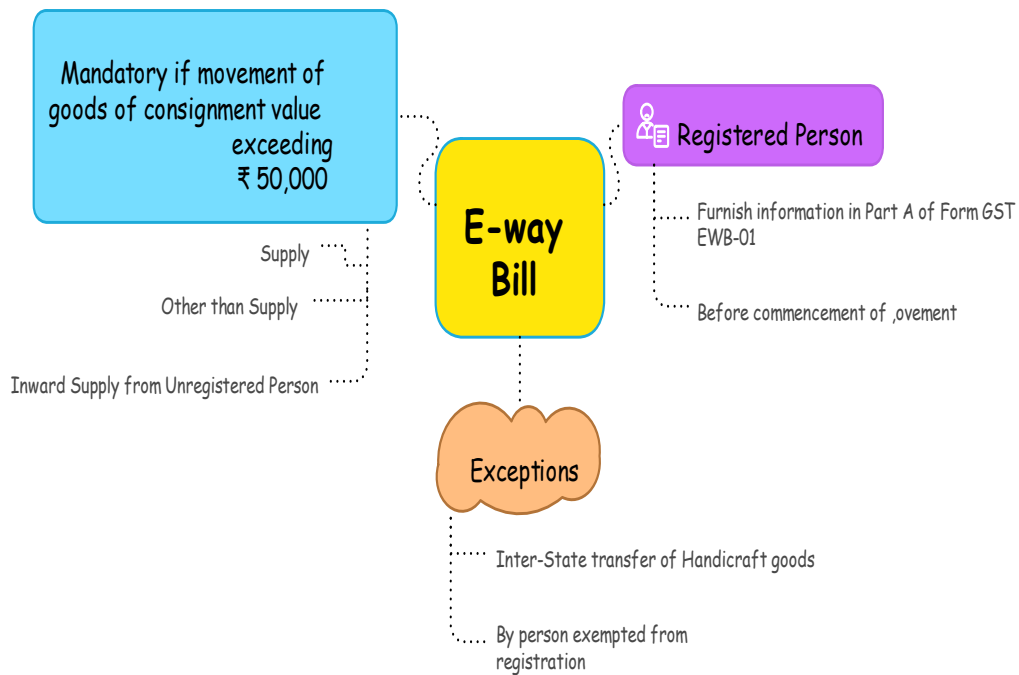 Mandatory if movement of
goods of consignment value
exceeding
₹ 50,000
Supply
Other than Supply
Inward Supply from Unregistered Person
E-way
Bill
Registered Person
Furnish information in Part A of Form GST
EWB-01
Before commencement of ,ovement
Exceptions
Inter-State transfer of Handicraft goods
By person exempted from
registration